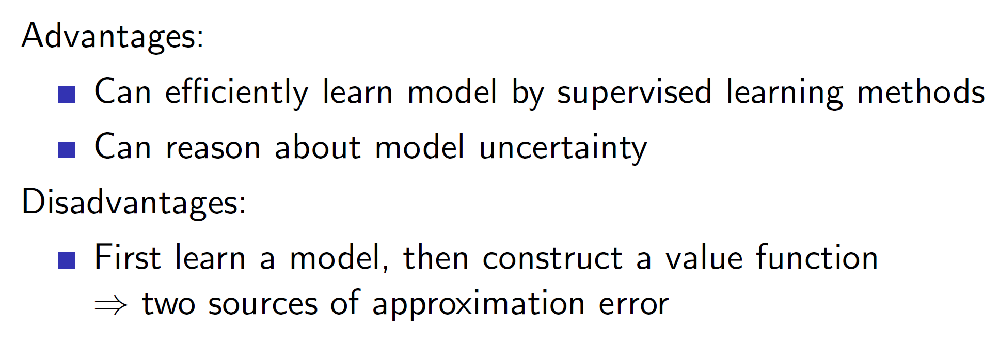 Advantages:
Can efficiently learn model by supervised learning methods
Can reason about model uncertainty
Disadvantages:
First learn a model, then construct a value function
⇒ two sources of approximation error